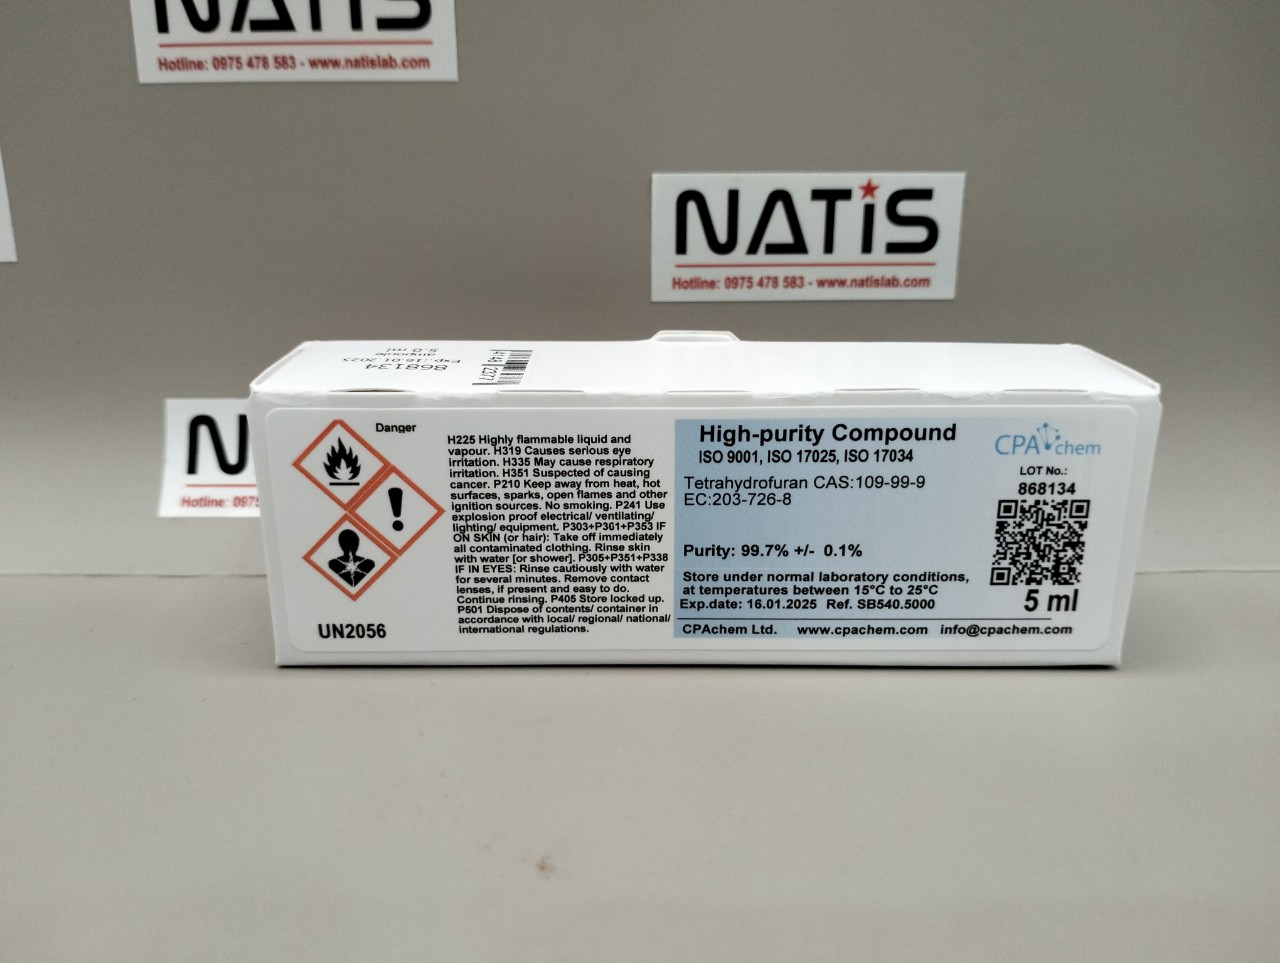 NATIS
Hotline: 0975 478 583 - www.natislab.com
NATiS
Hotline: 0975 478 583 - www.natislab.com
N
Hotline: 0975
868134
Exp.:16.01.2025
ampoule
5.0 ml
Danger
UN2056
H225 Highly flammable liquid and
vapour. H319 Causes serious eye
irritation. H335 May cause respiratory
irritation. H351 Suspected of causing
cancer. P210 Keep away from heat, hot
surfaces, sparks, open flames and other
ignition sources. No smoking. P241 Use
explosion proof electrical/ ventilating/
lighting/ equipment. P303+P361+P353 IF
ON SKIN (or hair): Take off immediately
all contaminated clothing. Rinse skin
with water [or shower]. P305+P351+P338
IF IN EYES: Rinse cautiously with water
for several minutes. Remove contact
lenses, if present and easy to do.
Continue rinsing. P405 Store locked up.
P501 Dispose of contents/ container in
accordance with local/ regional/ national/
international regulations.
High-purity Compound
ISO 9001, ISO 17025, ISO 17034
Tetrahydrofuran CAS:109-99-9
EC:203-726-8
Purity: 99.7% +/- 0.1%
Store under normal laboratory conditions,
at temperatures between 15°C to 25°C
Exp.date: 16.01.2025 Ref. SB540.5000
CPAchem Ltd. www.cpachem.com info@cpachem.com
CPAchem
LOT No.:
868134
5 ml